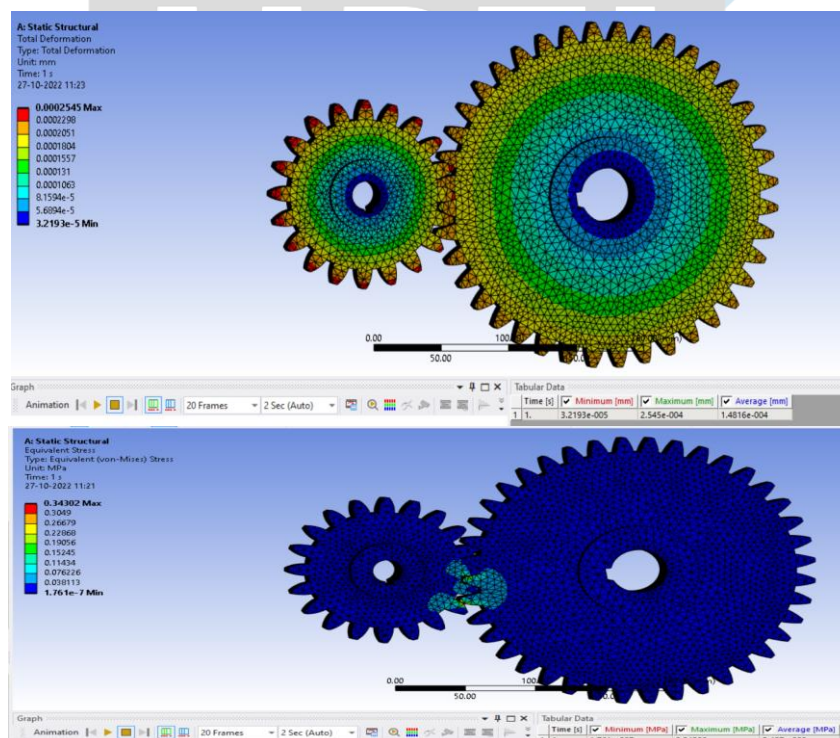 A: Static Structural
Total Deformation
Type: Total Deformation
Unit: mm
Time: 1 s
27-10-2022 11:23
0.0002545 Max
0.0002298
0.0002051
0.0001804
0.0001557
0.000131
0.0001063
8.1594e-5
5.6894e-5
3.2193e-5 Min
0.00
100.
50.00
Graph
Tabular Data
Animation
20 Frames
2 Sec (Auto)
Time [s] Minimum [mm] Maximum [mm] Average [mm]
1 1. 3.2193e-005 2.545e-004 1.4816e-004
A: Static Structural
Equivalent Stress
Type: Equivalent (von-Mises) Stress
Unit: MPa
Time: 1 s
27-10-2022 11:21
0.34302 Max
0.3049
0.26679
0.22868
0.19056
0.15245
0.11434
0.076226
0.038113
1.761e-7 Min
0.00
100.
50.00
Graph
Tabular Data
Animation
20 Frames
2 Sec (Auto)
Time [s] Minimum [MPa] Maximum [MPa] Average [MPa]